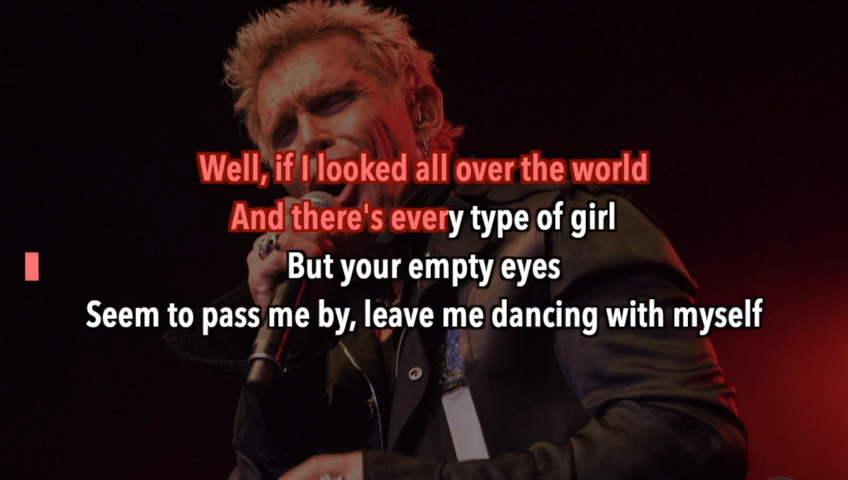 Well, if I looked all over the world
And there's every type of girl
But your empty eyes
Seem to pass me by, leave me dancing with myself